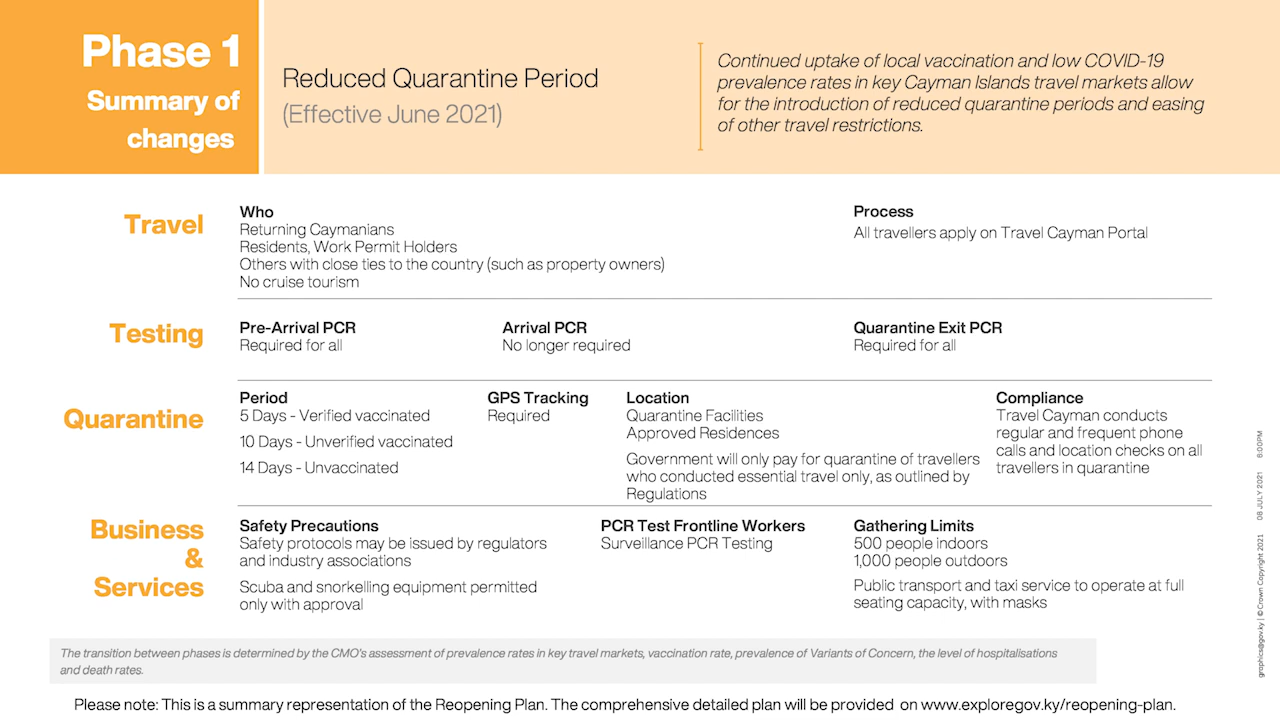 Phase 1
Summary of
changes
Reduced Quarantine Period
(Effective June 2021)
Continued uptake of local vaccination and low COVID-19
prevalence rates in key Cayman Islands travel markets allow
for the introduction of reduced quarantine periods and easing
of other travel restrictions.
Travel
Who
Returning Caymanians
Residents, Work Permit Holders
Others with close ties to the country (such as property owners)
No cruise tourism
Process
All travellers apply on Travel Cayman Portal
Testing
Pre-Arrival PCR
Required for all
Arrival PCR
No longer required
Quarantine Exit PCR
Required for all
Quarantine
Period
5 Days - Verified vaccinated
10 Days - Unverified vaccinated
14 Days - Unvaccinated
GPS Tracking
Required
Location
Quarantine Facilities
Approved Residences
Government will only pay for quarantine of travellers
who conducted essential travel only, as outlined by
Regulations
Compliance
Travel Cayman conducts
regular and frequent phone
calls and location checks on all
travellers in quarantine
Business
&
Services
Safety Precautions
Safety protocols may be issued by regulators
and industry associations
Scuba and snorkelling equipment permitted
only with approval
PCR Test Frontline Workers
Surveillance PCR Testing
Gathering Limits
500 people indoors
1,000 people outdoors
Public transport and taxi service to operate at full
seating capacity, with masks
The transition between phases is determined by the CMO's assessment of prevalence rates in key travel markets, vaccination rate, prevalence of Variants of Concern, the level of hospitalisations
and death rates.
Please note: This is a summary representation of the Reopening Plan. The comprehensive detailed plan will be provided on www.exploregov.ky/reopening-plan.
graphics@gov.ky | © Crown Copyright 2021 08 JULY 2021 6:00PM